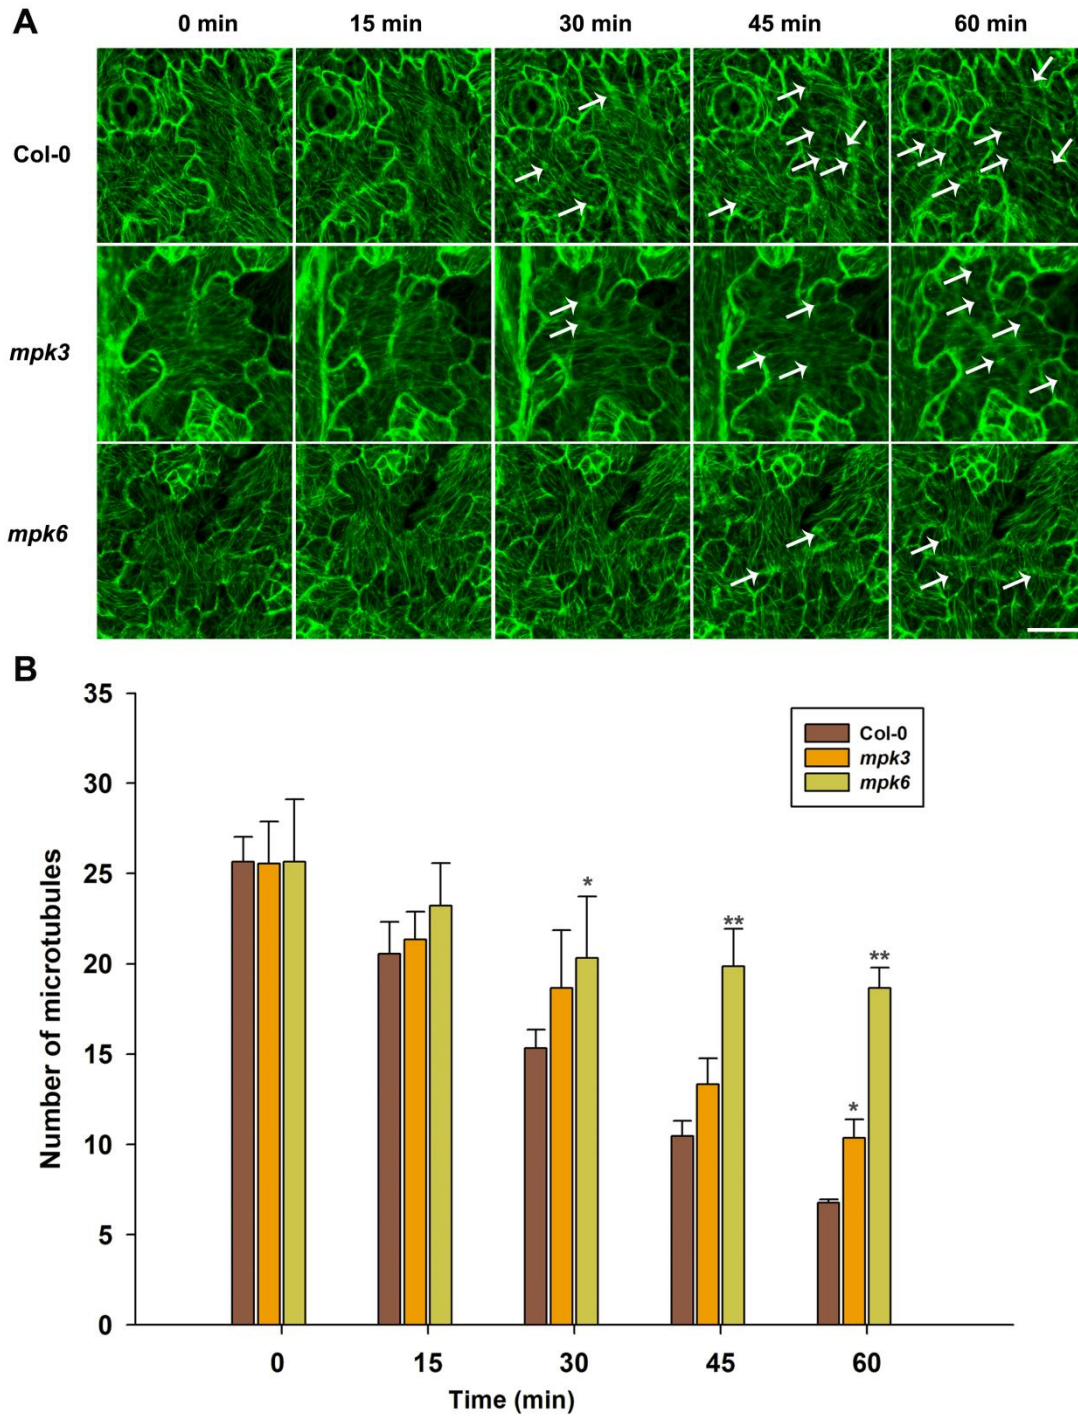 A
0 min 15 min 30 min 45 min 60 min
Col-0
mpk3
mpk6
B
35
30
25
20
15
10
5
0
Number of microtubules
Col-0
mpk3
mpk6
*
**
**
*
0 15 30 45 60
Time (min)